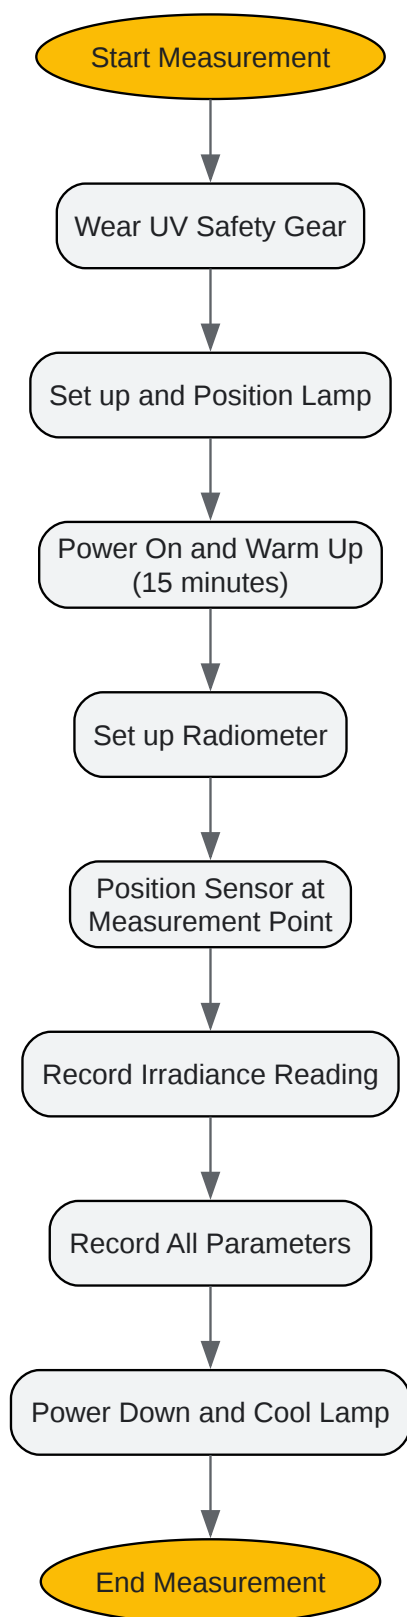 Start Measurement
Wear UV Safety Gear
Set up and Position Lamp
Power On and Warm Up
(15 minutes)
Set up Radiometer
Position Sensor at
Measurement Point
Record Irradiance Reading
Record All Parameters
Power Down and Cool Lamp
End Measurement